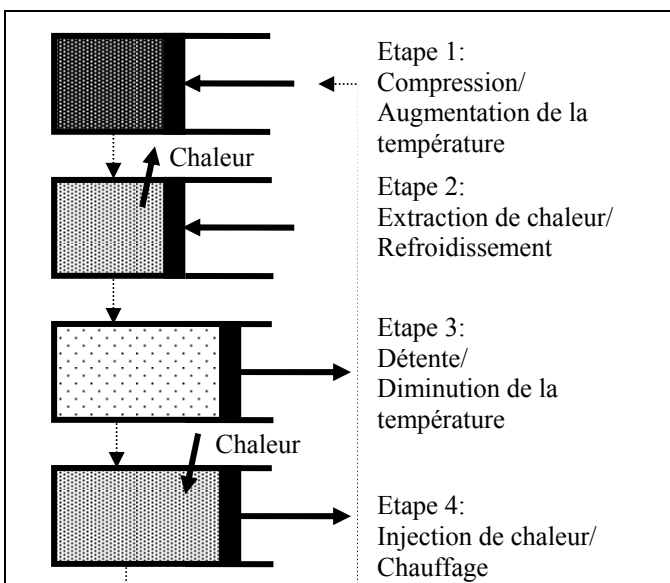 Etape 1:
Compression/
Augmentation de la
température
Chaleur
Etape 2:
Extraction de chaleur/
Refroidissement
Etape 3:
Détente/
Diminution de la
température
Chaleur
Etape 4:
Injection de chaleur/
Chauffage